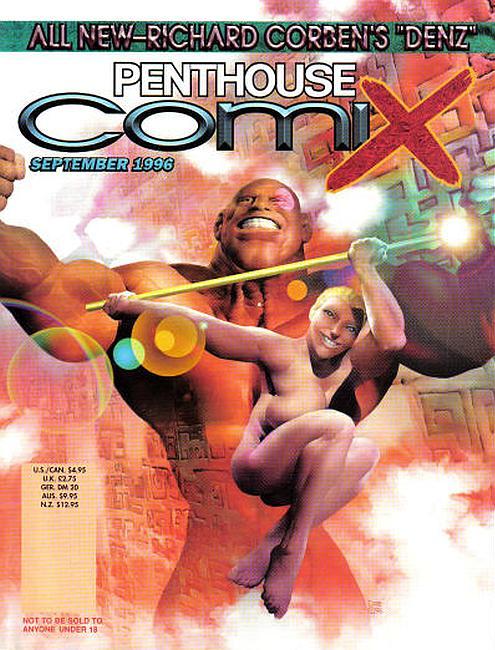 ALL NEW—RICHARD CORBEN'S "DENZ"
PENTHOUSE
comix
SEPTEMBER 1996
U.S./CAN. $4.95
U.K. £2.75
GER. DM 20
AUS. $9.95
N.Z. $12.95
NOT TO BE SOLD TO
ANYONE UNDER 18